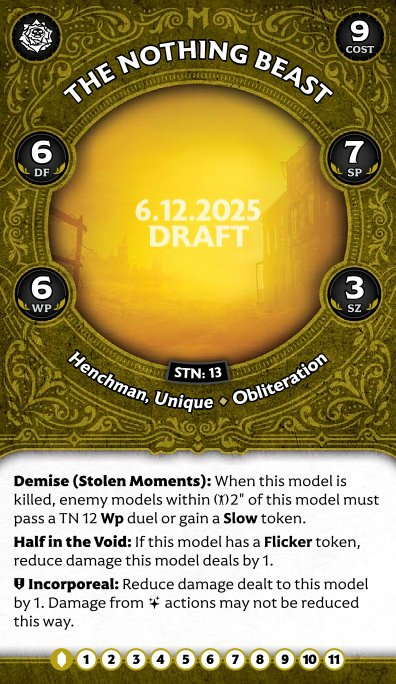 9
COST
THE NOTHING BEAST
6
DF
7
SP
6.12.2025
DRAFT
6
WP
3
SZ
STN: 13
Henchman, Unique ◆ Obliteration
Demise (Stolen Moments): When this model is
killed, enemy models within 2" of this model must
pass a TN 12 Wp duel or gain a Slow token.
Half in the Void: If this model has a Flicker token,
reduce damage this model deals by 1.
Incorporeal: Reduce damage dealt to this model
by 1. Damage from actions may not be reduced
this way.
1 2 3 4 5 6 7 8 9 10 11